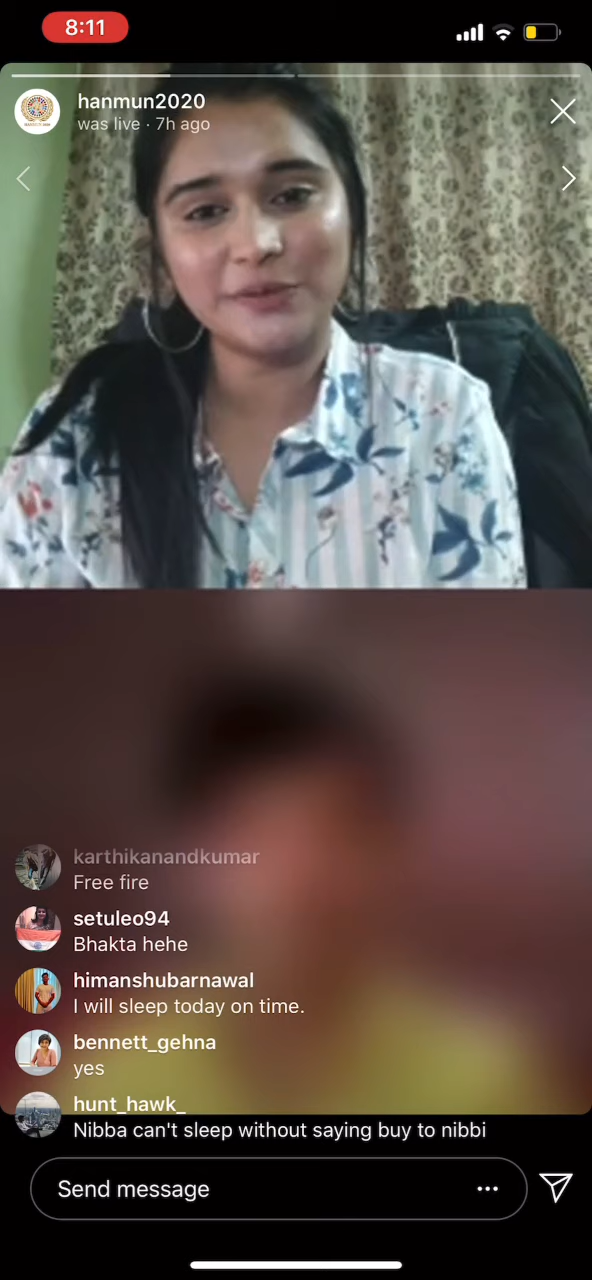 8:11
hanmun2020
was live · 7h ago
karthikanandkumar
Free fire
setuleo94
Bhakta hehe
himanshubarnawal
I will sleep today on time.
bennett_gehna
yes
hunt_hawk_
Nibba can't sleep without saying buy to nibbi
Send message